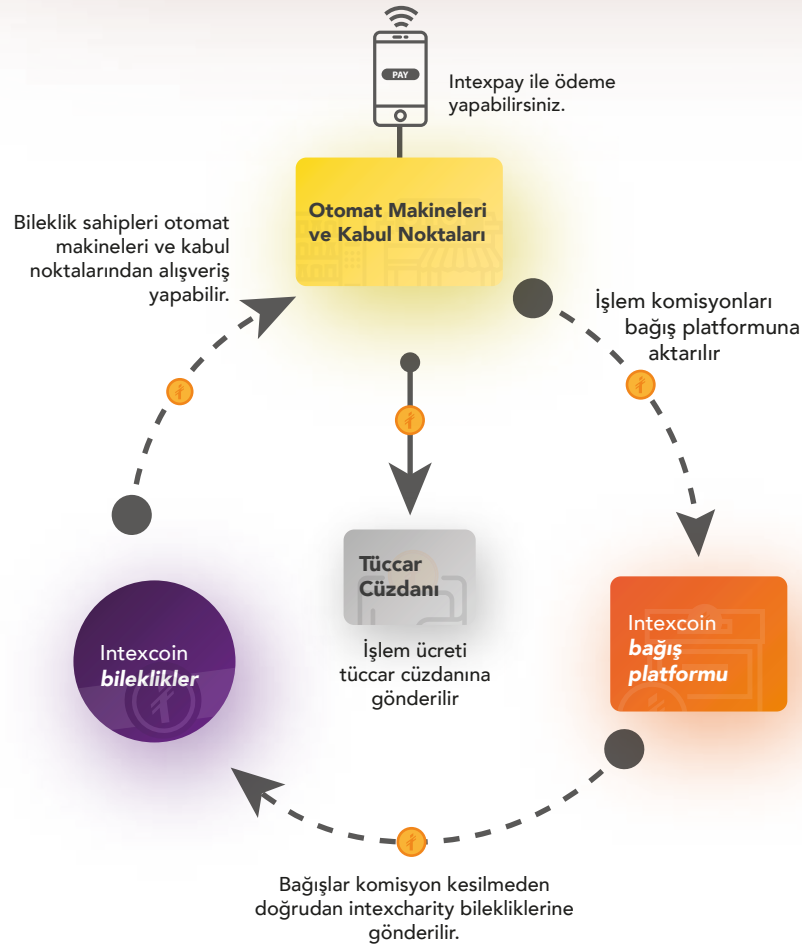 PAY
Intexpay ile ödeme
yapabilirsiniz.
Otomat Makineleri
ve Kabul Noktaları
Bileklik sahipleri otomat
makineleri ve kabul
noktalarından alışveriş
yapabilir.
İşlem komisyonları
bağış platformuna
aktarılır
Tüccar
Cüzdanı
İşlem ücreti
tüccar cüzdanına
gönderilir
Intexcoin
bileklikler
Intexcoin
bağış
platformu
Bağışlar komisyon kesilmeden
doğrudan intexcharity bilekliklerine
gönderilir.